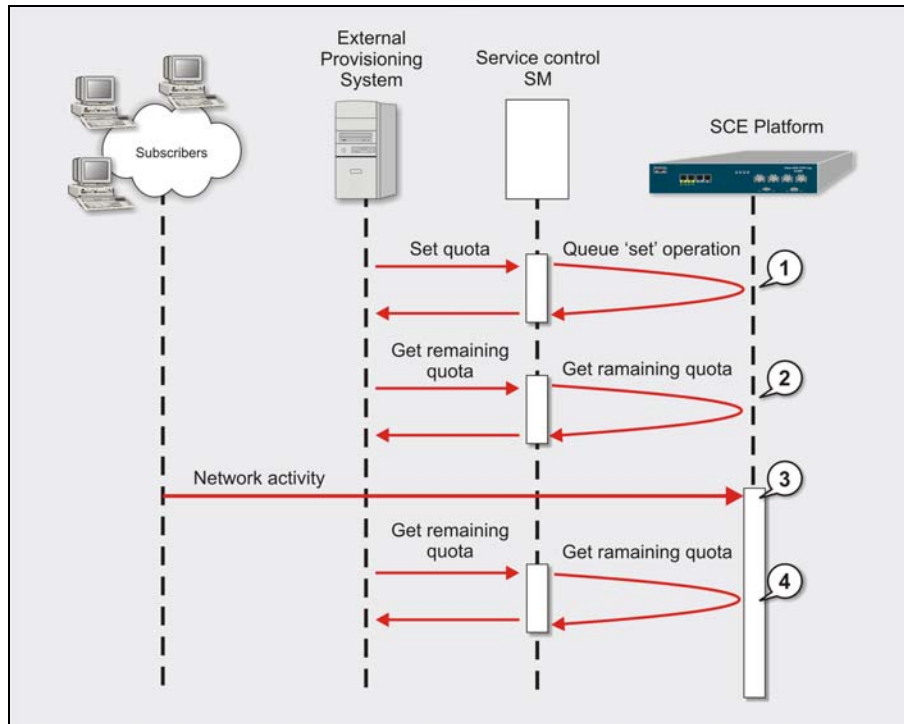 External
Provisioning
System
Service control
SM
SCE Platform
Subscribers
Set quota
Queue ‘set’ operation
1
Get remaining
quota
Get ramaining quota
2
Network activity
3
Get remaining
quota
Get ramaining quota
4